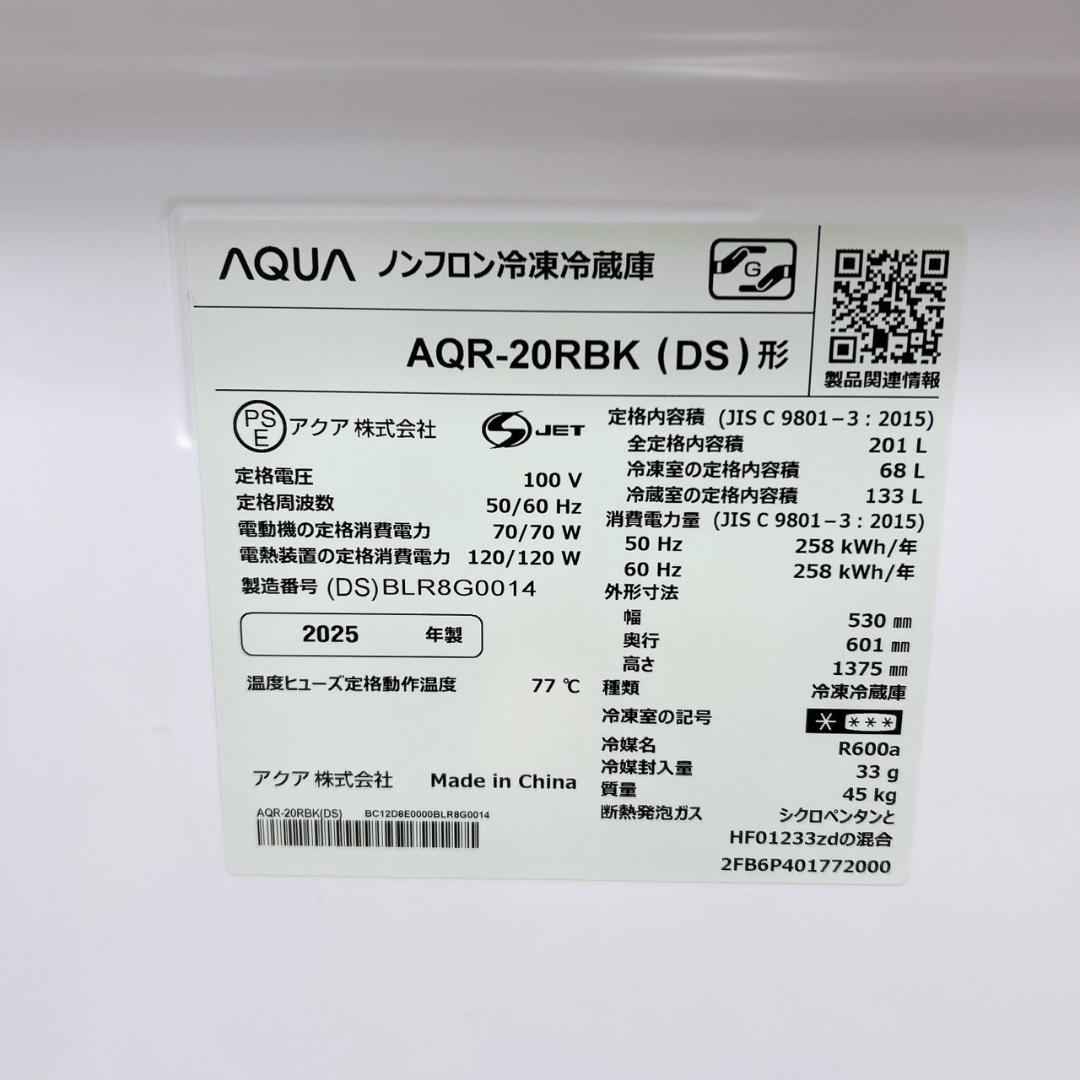 AQUA ノンフロン冷凍冷蔵庫
G
AQR-20RBK (DS) 形
製品関連情報
PS
E
アクア 株式会社
S JET
定格電圧 100 V
定格周波数 50/60 Hz
電動機の定格消費電力 70/70 W
電熱装置の定格消費電力 120/120 W
製造番号 (DS)BLR8G0014
2025 年製
温度ヒューズ定格動作温度 77 ℃
アクア 株式会社 Made in China
AQR-20RBK(DS) BC12D8E0000BLR8G0014
定格内容積 (JIS C 9801−3:2015)
全定格内容積 201 L
冷凍室の定格内容積 68 L
冷蔵室の定格内容積 133 L
消費電力量 (JIS C 9801−3:2015)
50 Hz 258 kWh/年
60 Hz 258 kWh/年
外形寸法
幅 530 ㎜
奥行 601 ㎜
高さ 1375 ㎜
種類 冷凍冷蔵庫
冷凍室の記号 * ***
冷媒名 R600a
冷媒封入量 33 g
質量 45 kg
断熱発泡ガス シクロペンタンと
HFO1233zdの混合
2FB6P401772000